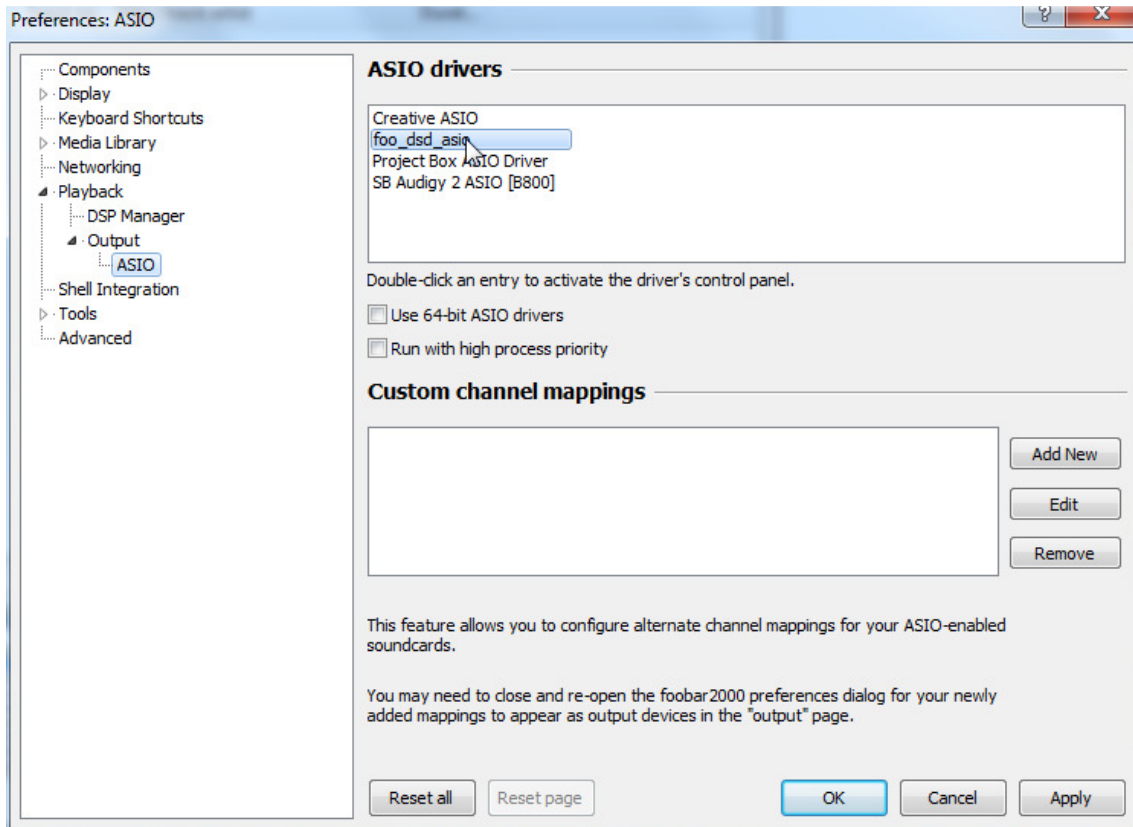 Preferences: ASIO
Components
Display
Keyboard Shortcuts
Media Library
Networking
Playback
DSP Manager
Output
ASIO
Shell Integration
Tools
Advanced
ASIO drivers
Creative ASIO
foo_dsd_asio
Project Box ASIO Driver
SB Audigy 2 ASIO [B800]
Double-click an entry to activate the driver's control panel.
Use 64-bit ASIO drivers
Run with high process priority
Custom channel mappings
Add New
Edit
Remove
This feature allows you to configure alternate channel mappings for your ASIO-enabled
soundcards.
You may need to close and re-open the foobar2000 preferences dialog for your newly
added mappings to appear as output devices in the "output" page.
Reset all
Reset page
OK
Cancel
Apply